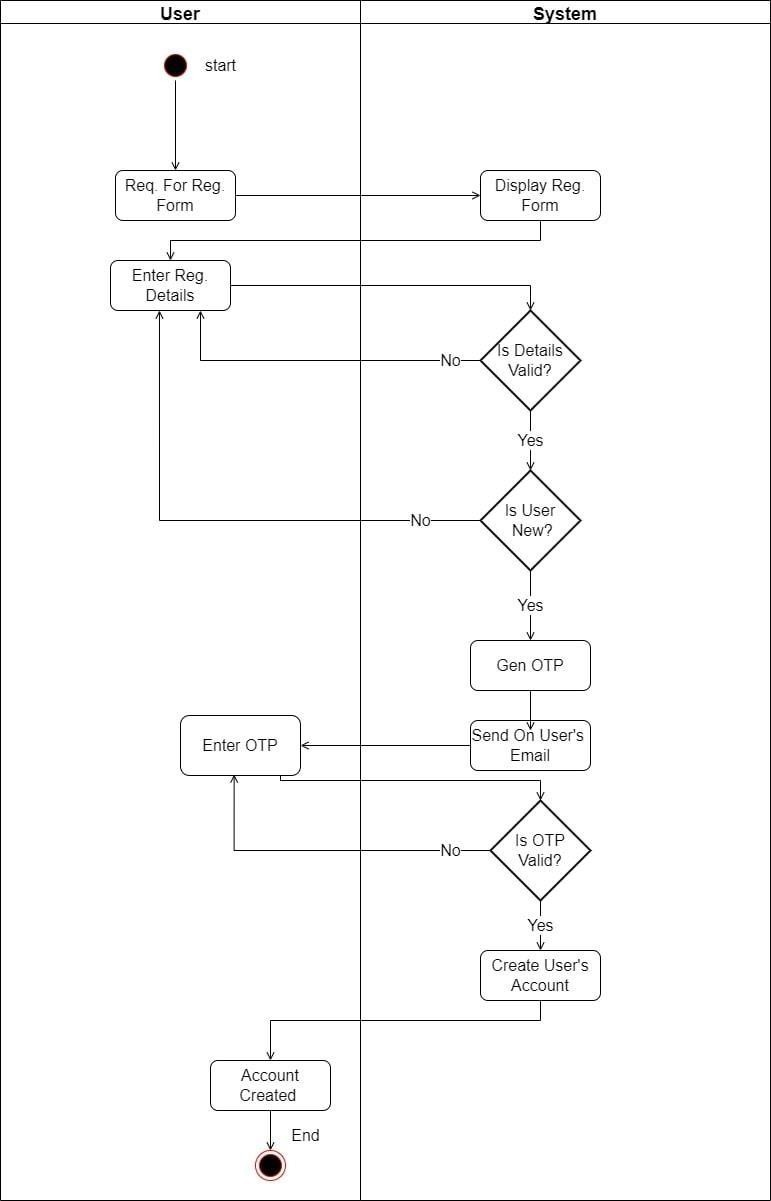 User
System
start
Req. For Reg.
Form
Display Reg.
Form
Enter Reg.
Details
Is Details
Valid?
No
Yes
Is User
New?
No
Yes
Gen OTP
Send On User's
Email
Enter OTP
Is OTP
Valid?
No
Yes
Create User's
Account
Account
Created
End